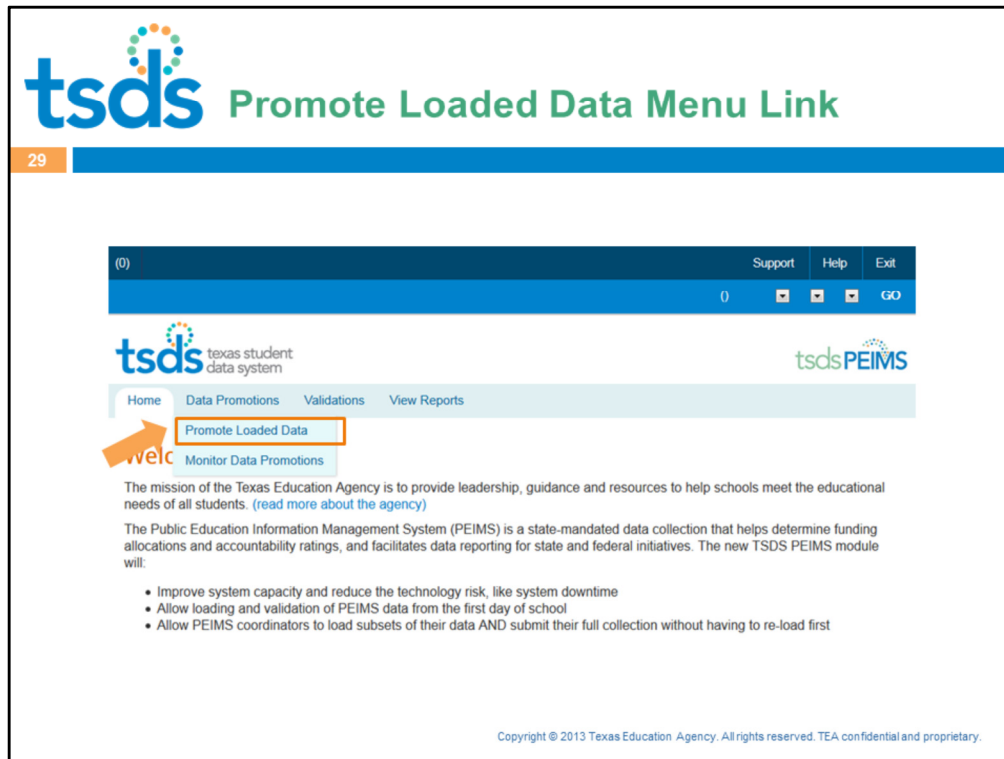 tsds Promote Loaded Data Menu Link
29
(0) Support Help Exit
() GO
tsds texas student
data system
tsds PEIMS
Home Data Promotions Validations View Reports
Promote Loaded Data
Welc
Monitor Data Promotions
The mission of the Texas Education Agency is to provide leadership, guidance and resources to help schools meet the educational
needs of all students. (read more about the agency)
The Public Education Information Management System (PEIMS) is a state-mandated data collection that helps determine funding
allocations and accountability ratings, and facilitates data reporting for state and federal initiatives. The new TSDS PEIMS module
will:
• Improve system capacity and reduce the technology risk, like system downtime
• Allow loading and validation of PEIMS data from the first day of school
• Allow PEIMS coordinators to load subsets of their data AND submit their full collection without having to re-load first
Copyright © 2013 Texas Education Agency. All rights reserved. TEA confidential and proprietary.